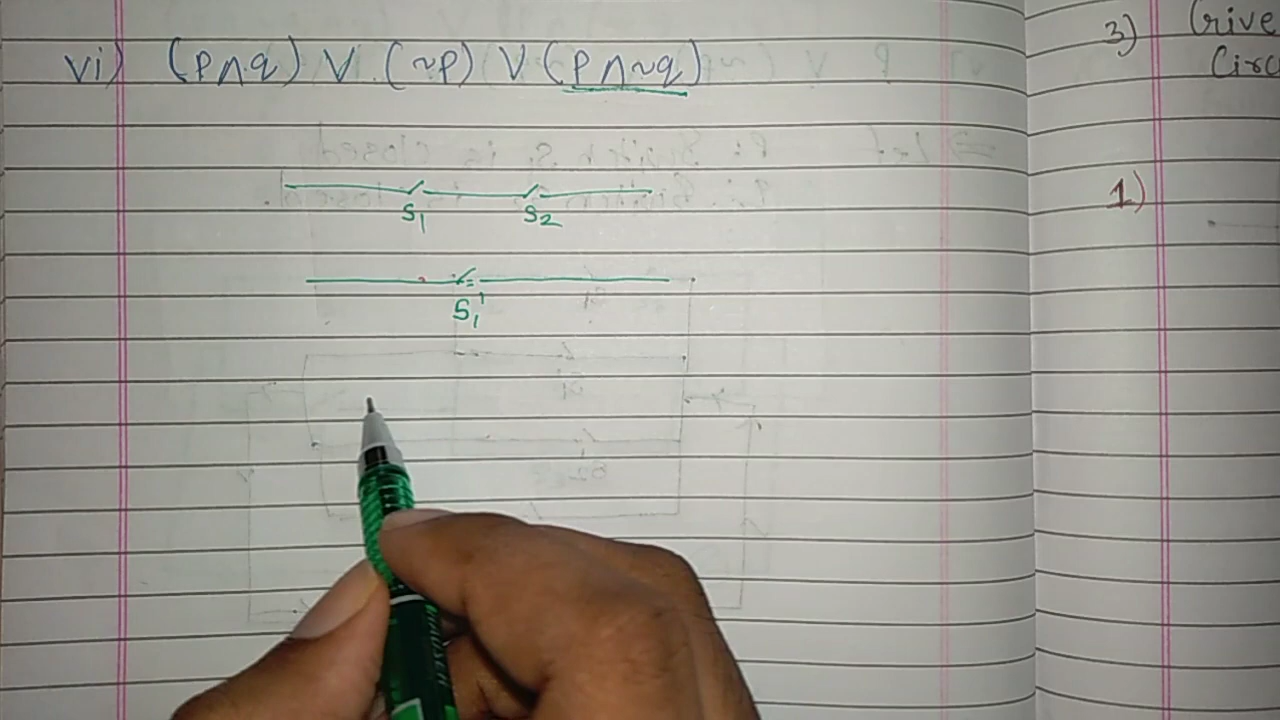 vi) (p∧q) ∨ (~p) ∨ (p∧~q)
S1 S2
S1'
3) Give
Circ
1)